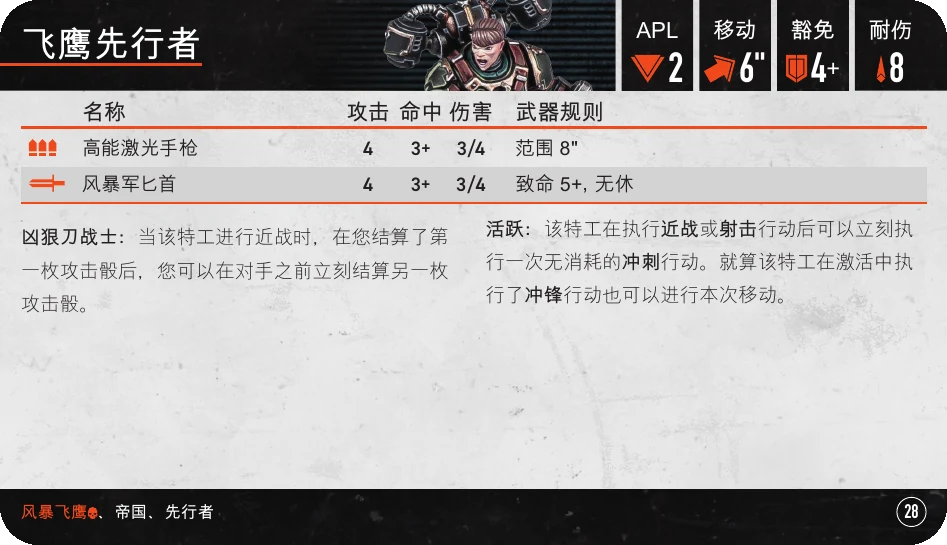 飞鹰先行者
APL 移动 豁免 耐伤
2 6" 4+ 8
名称 攻击 命中 伤害 武器规则
高能激光手枪 4 3+ 3/4 范围 8"
风暴军匕首 4 3+ 3/4 致命 5+, 无休
凶狠刀战士：当该特工进行近战时，在您结算了第
一枚攻击骰后，您可以在对手之前立刻结算另一枚
攻击骰。
活跃：该特工在执行近战或射击行动后可以立刻执
行一次无消耗的冲刺行动。就算该特工在激活中执
行了冲锋行动也可以进行本次移动。
风暴飞鹰、帝国、先行者
28